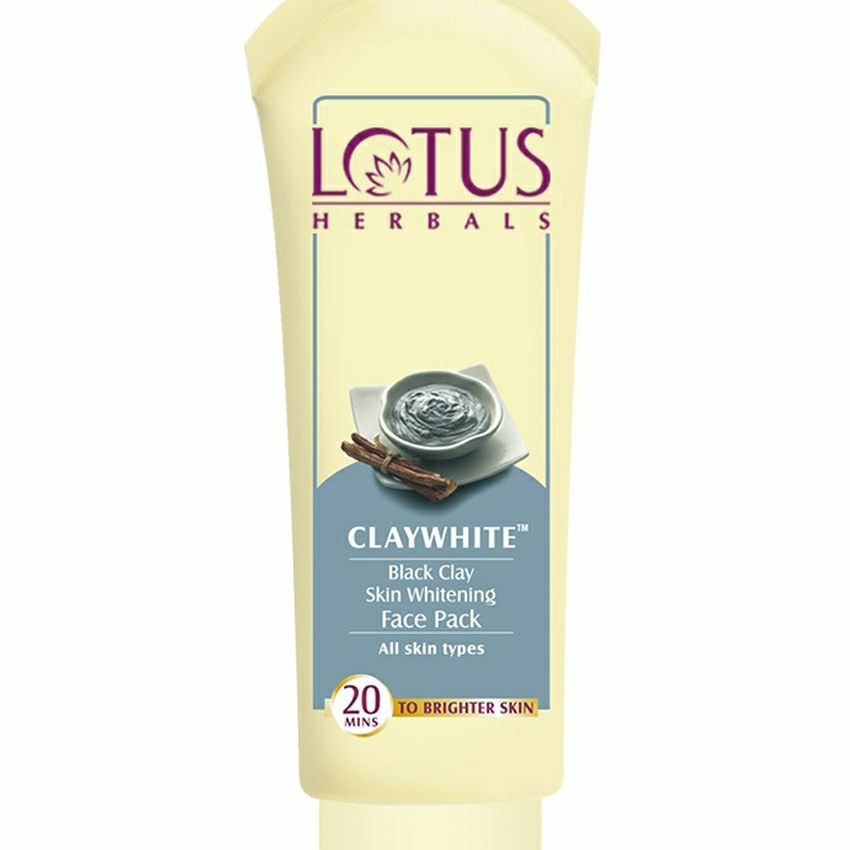 LOTUS
HERBALS
CLAYWHITE™
Black Clay
Skin Whitening
Face Pack
All skin types
20
MINS
TO BRIGHTER SKIN